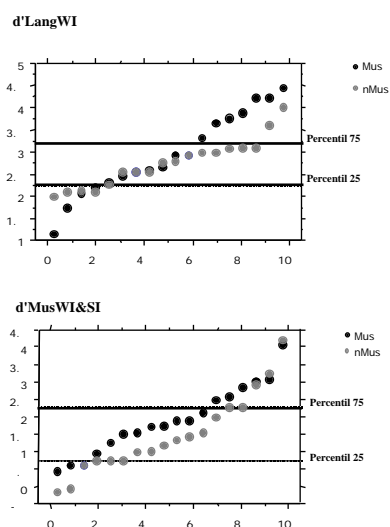 d'LangWI
5
4.
4
3.
3
2.
2
1.
1
0 2 4 6 8 10
Mus
nMus
Percentil 75
Percentil 25
d'MusWI&SI
4.
4
3.
3
2.
2
1.
1
.
0
-
0 2 4 6 8 10
Mus
nMus
Percentil 75
Percentil 25